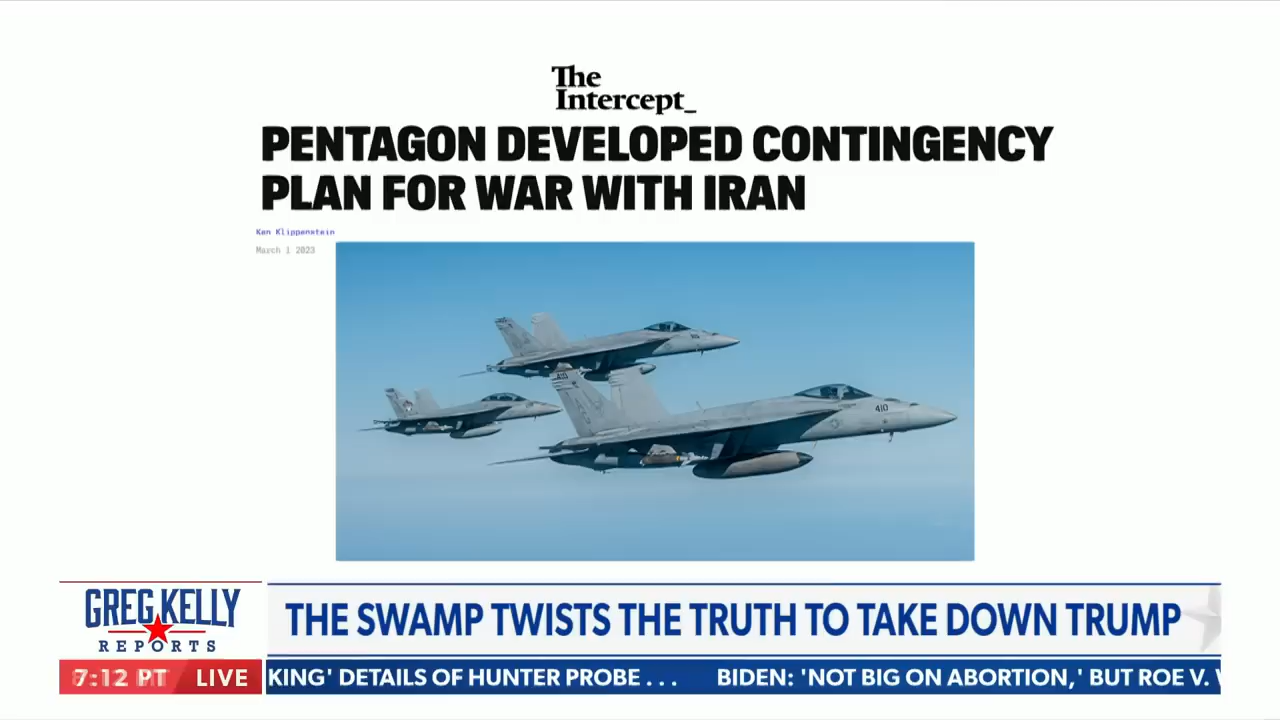 The
Intercept_
PENTAGON DEVELOPED CONTINGENCY
PLAN FOR WAR WITH IRAN
Ken Klippenstein
March 1 2023
410
GREG KELLY
REPORTS
THE SWAMP TWISTS THE TRUTH TO TAKE DOWN TRUMP
7:12 PT LIVE
KING' DETAILS OF HUNTER PROBE . . . BIDEN: 'NOT BIG ON ABORTION,' BUT ROE V.